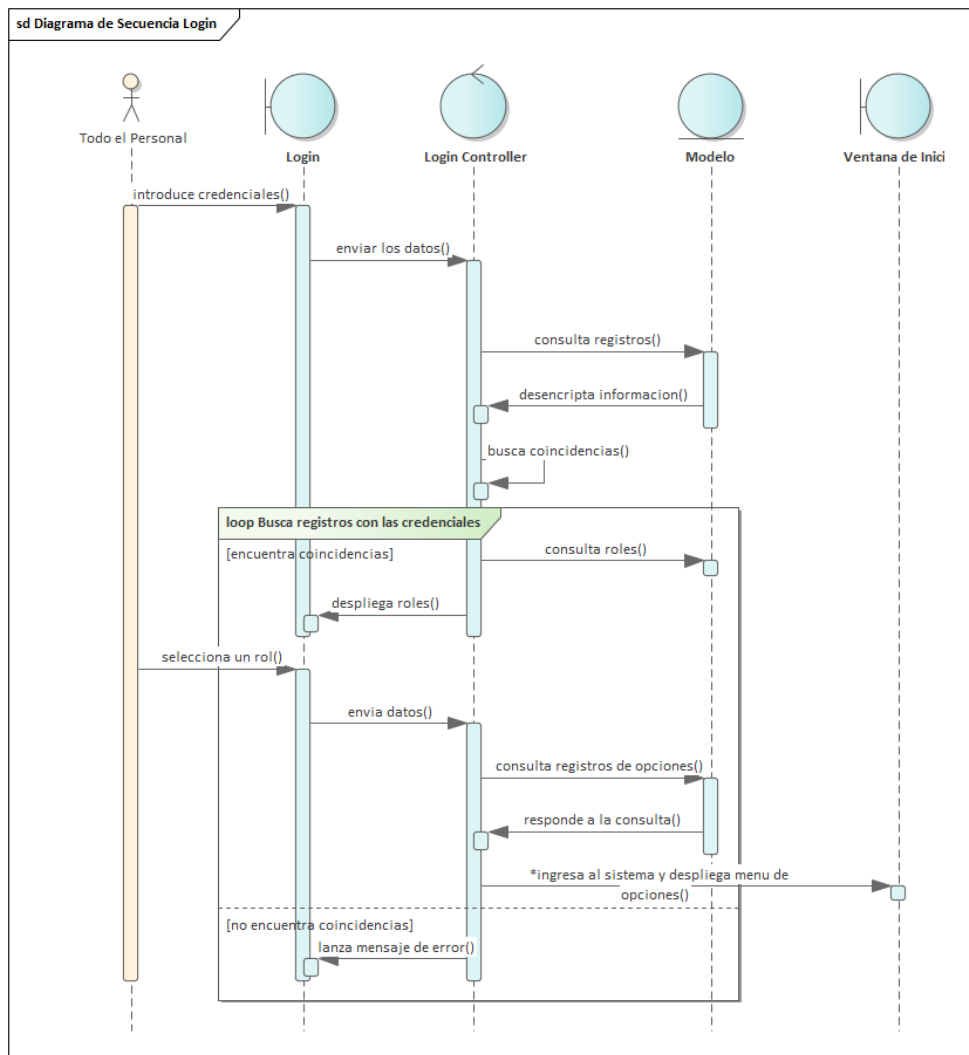 sd Diagrama de Secuencia Login
Todo el Personal
Login
Login Controller
Modelo
Ventana de Inici
introduce credenciales()
enviar los datos()
consulta registros()
desencripta informacion()
busca coincidencias()
loop Busca registros con las credenciales
[encuentra coincidencias]
consulta roles()
despliega roles()
selecciona un rol()
envia datos()
consulta registros de opciones()
responde a la consulta()
*ingresa al sistema y despliega menu de
opciones()
[no encuentra coincidencias]
lanza mensaje de error()